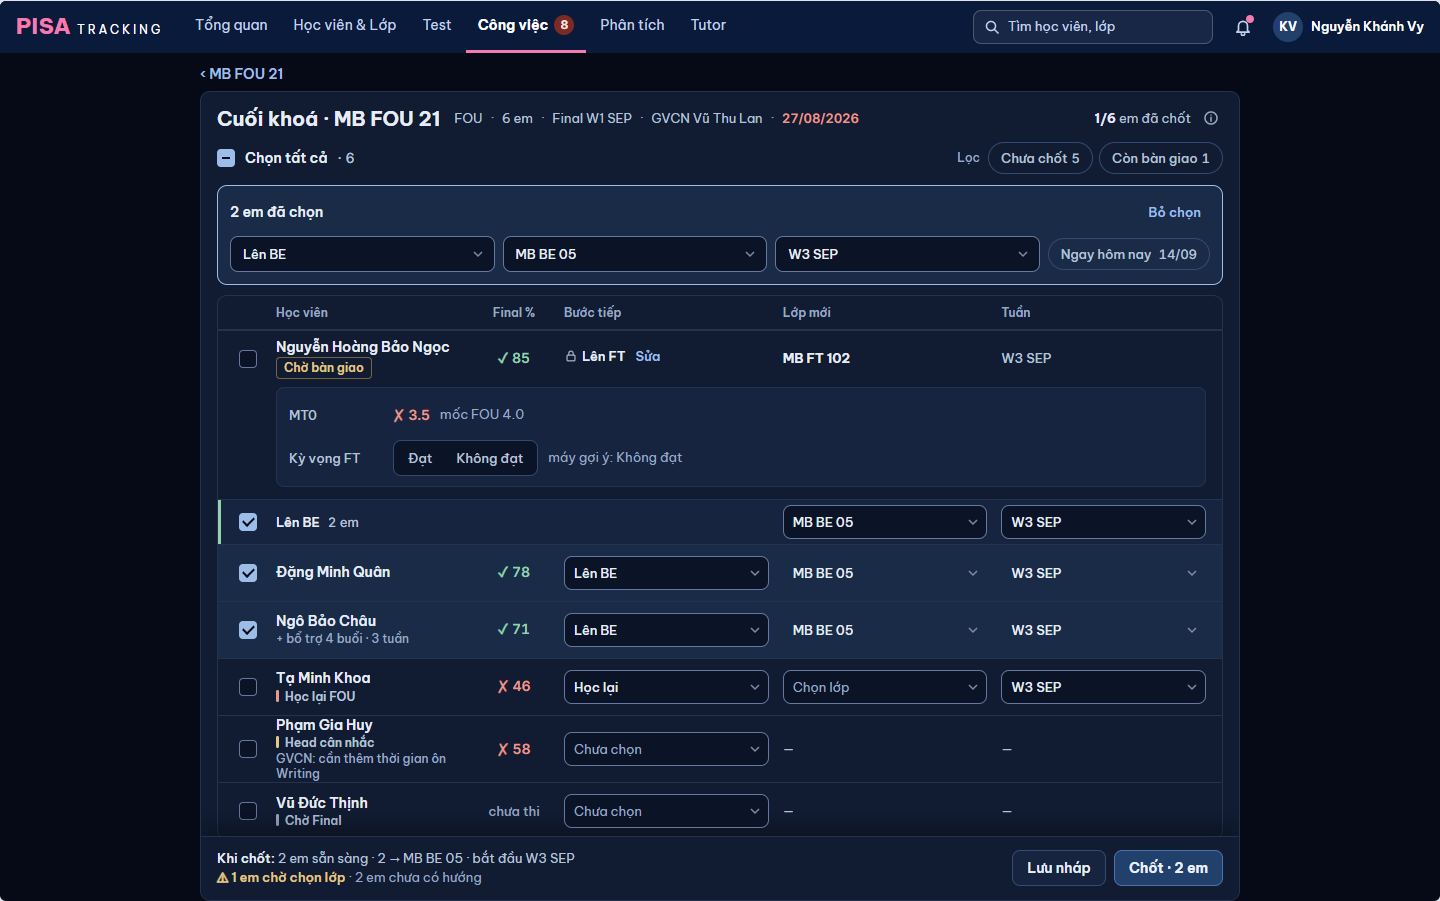 PISA TRACKING Tổng quan Học viên & Lớp Test Công việc 8 Phân tích Tutor Tìm học viên, lớp KV Nguyễn Khánh Vy
‹ MB FOU 21
Cuối khoá · MB FOU 21 FOU · 6 em · Final W1 SEP · GVCN Vũ Thu Lan · 27/08/2026 1/6 em đã chốt
Chọn tất cả · 6 Lọc Chưa chốt 5 Còn bàn giao 1
2 em đã chọn Bỏ chọn
Lên BE MB BE 05 W3 SEP Ngay hôm nay 14/09
Học viên Final % Bước tiếp Lớp mới Tuần
Nguyễn Hoàng Bảo Ngọc ✓ 85 Lên FT Sửa MB FT 102 W3 SEP
Chờ bàn giao
MT0 ✗ 3.5 mốc FOU 4.0
Kỳ vọng FT Đạt Không đạt máy gợi ý: Không đạt
Lên BE 2 em MB BE 05 W3 SEP
Đặng Minh Quân ✓ 78 Lên BE MB BE 05 W3 SEP
Ngô Bảo Châu ✓ 71 Lên BE MB BE 05 W3 SEP
+ bổ trợ 4 buổi · 3 tuần
Tạ Minh Khoa ✗ 46 Học lại Chọn lớp W3 SEP
Học lại FOU
Phạm Gia Huy ✗ 58 Chưa chọn – –
Head cân nhắc
GVCN: cần thêm thời gian ôn
Writing
Vũ Đức Thịnh chưa thi Chưa chọn – –
Chờ Final
Khi chốt: 2 em sẵn sàng · 2 → MB BE 05 · bắt đầu W3 SEP
⚠ 1 em chờ chọn lớp · 2 em chưa có hướng
Lưu nháp Chốt · 2 em